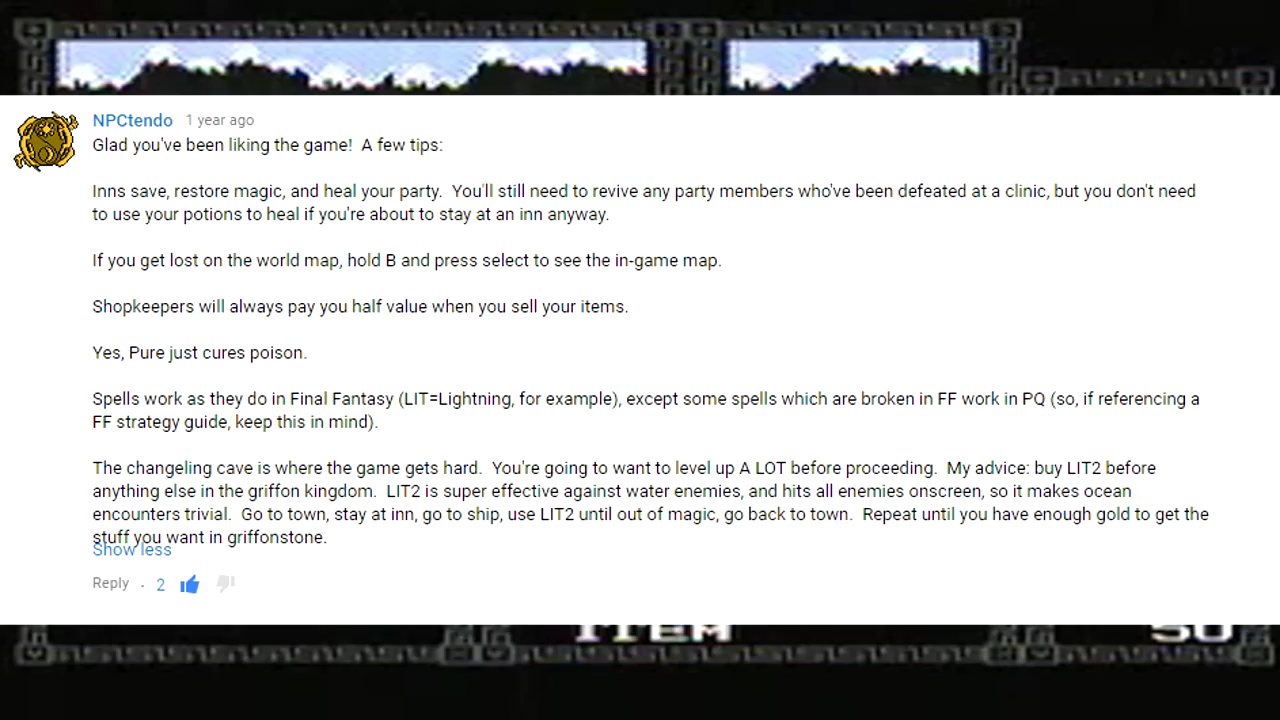 NPCtendo 1 year ago
Glad you've been liking the game!  A few tips:
Inns save, restore magic, and heal your party.  You'll still need to revive any party members who've been defeated at a clinic, but you don't need
to use your potions to heal if you're about to stay at an inn anyway.
If you get lost on the world map, hold B and press select to see the in-game map.
Shopkeepers will always pay you half value when you sell your items.
Yes, Pure just cures poison.
Spells work as they do in Final Fantasy (LIT=Lightning, for example), except some spells which are broken in FF work in PQ (so, if referencing a
FF strategy guide, keep this in mind).
The changeling cave is where the game gets hard.  You're going to want to level up A LOT before proceeding.  My advice: buy LIT2 before
anything else in the griffon kingdom.  LIT2 is super effective against water enemies, and hits all enemies onscreen, so it makes ocean
encounters trivial.  Go to town, stay at inn, go to ship, use LIT2 until out of magic, go back to town.  Repeat until you have enough gold to get the
stuff you want in griffonstone.
Show less
Reply · 2
ITEM